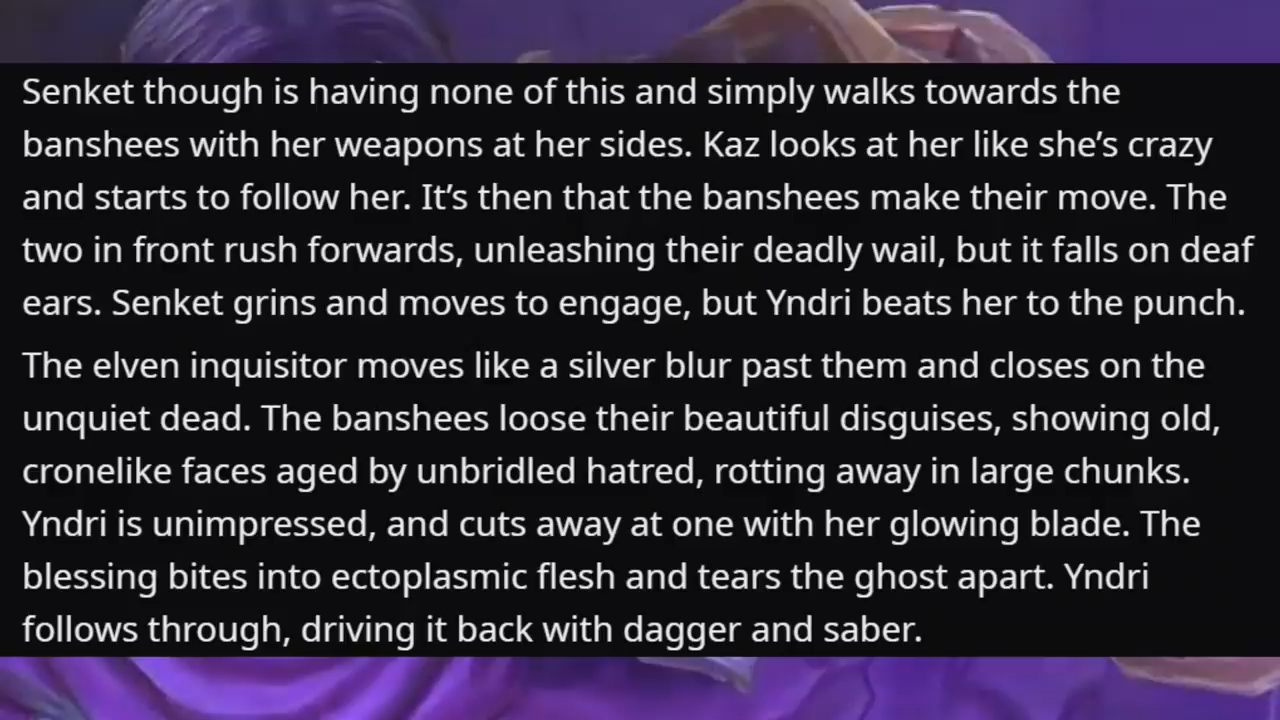 Senket though is having none of this and simply walks towards the
banshees with her weapons at her sides. Kaz looks at her like she’s crazy
and starts to follow her. It’s then that the banshees make their move. The
two in front rush forwards, unleashing their deadly wail, but it falls on deaf
ears. Senket grins and moves to engage, but Yndri beats her to the punch.
The elven inquisitor moves like a silver blur past them and closes on the
unquiet dead. The banshees loose their beautiful disguises, showing old,
cronelike faces aged by unbridled hatred, rotting away in large chunks.
Yndri is unimpressed, and cuts away at one with her glowing blade. The
blessing bites into ectoplasmic flesh and tears the ghost apart. Yndri
follows through, driving it back with dagger and saber.